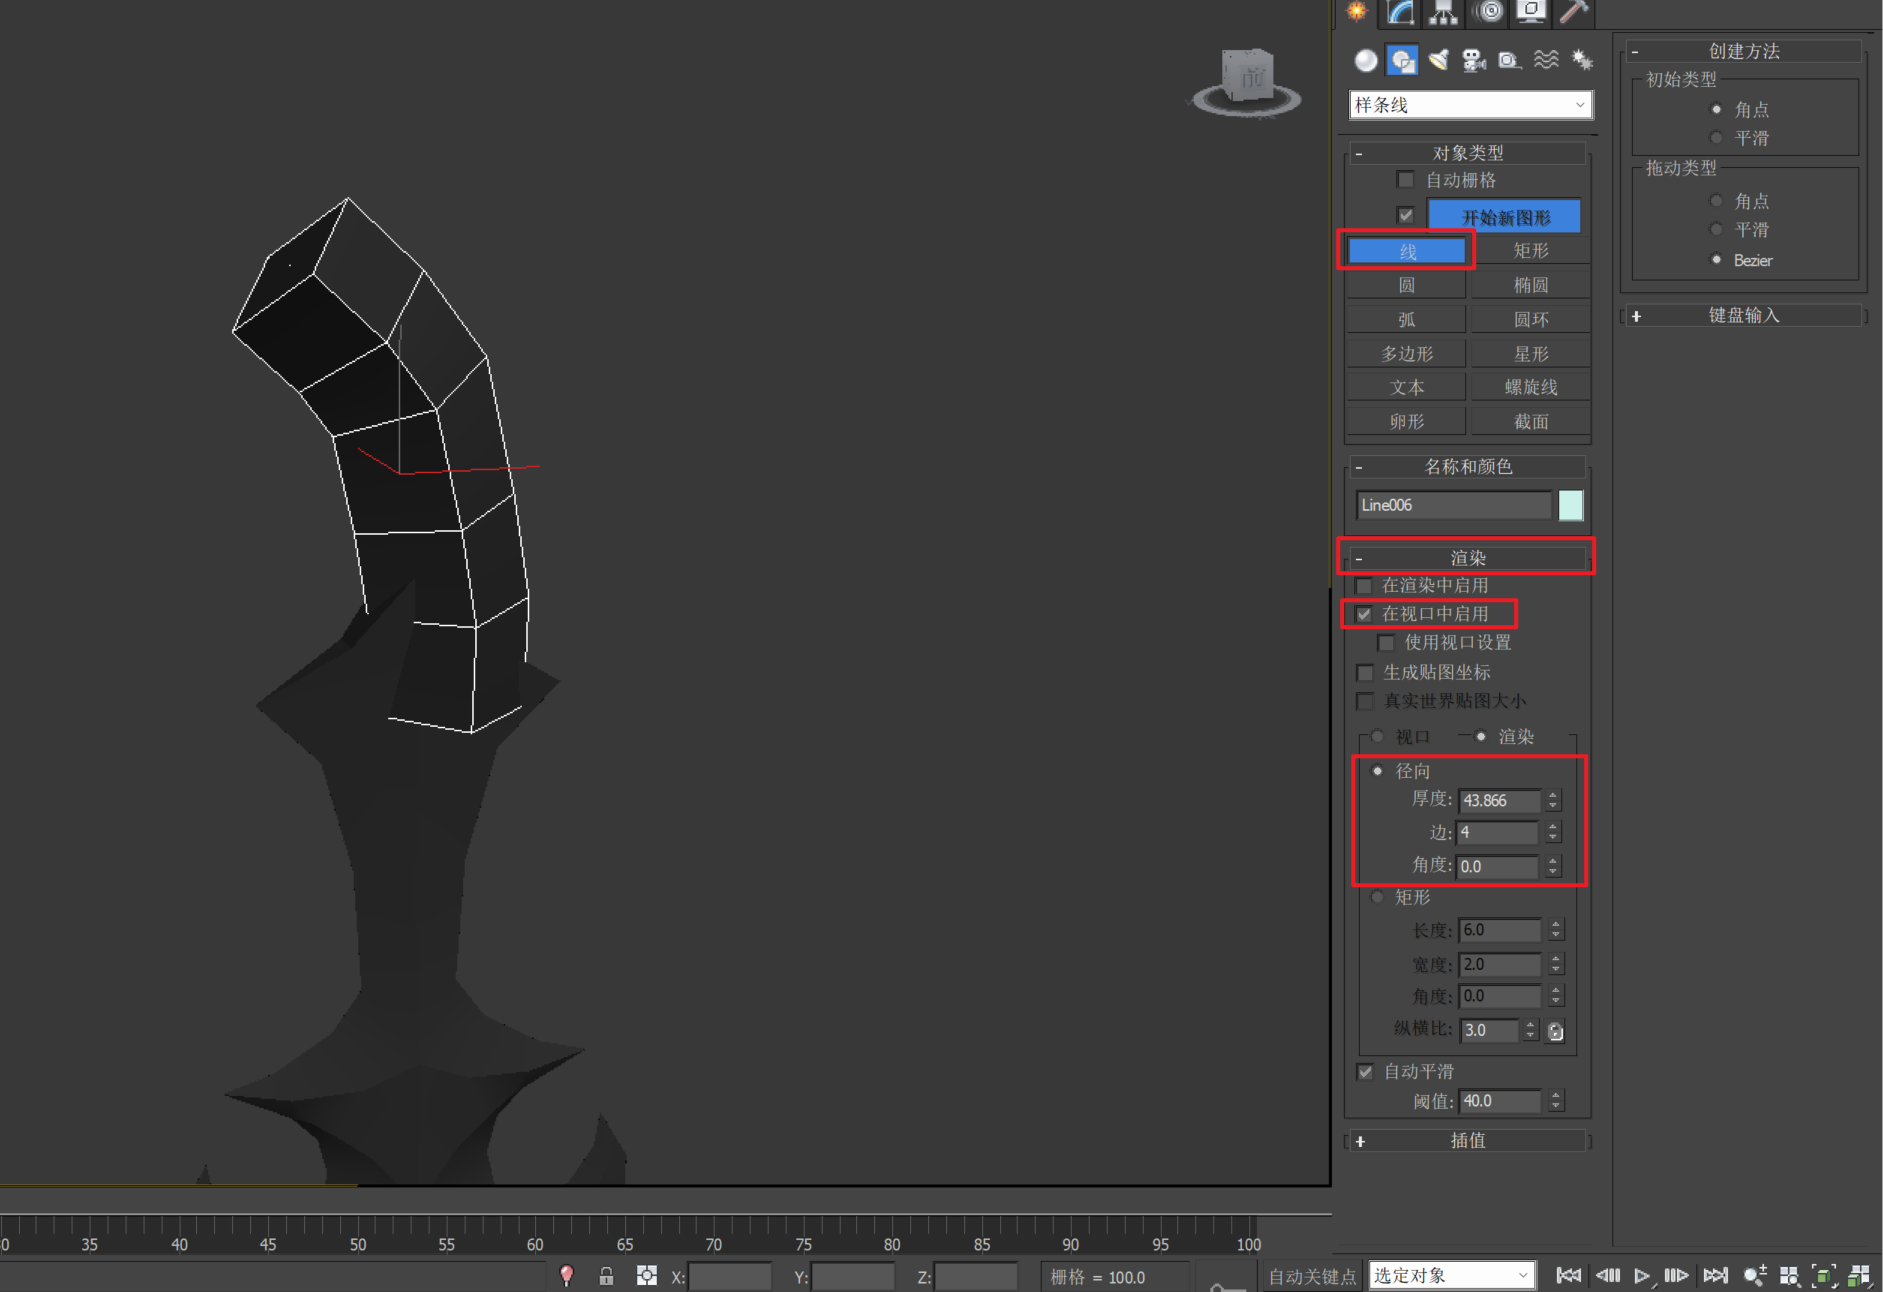 前
样条线
- 对象类型
自动栅格
开始新图形
线 矩形
圆 椭圆
弧 圆环
多边形 星形
文本 螺旋线
卵形 截面
- 名称和颜色
Line006
- 渲染
在渲染中启用
在视口中启用
使用视口设置
生成贴图坐标
真实世界贴图大小
视口 渲染
径向
厚度: 43.866
边: 4
角度: 0.0
矩形
长度: 6.0
宽度: 2.0
角度: 0.0
纵横比: 3.0
自动平滑
阈值: 40.0
+ 插值
- 创建方法
初始类型
角点
平滑
拖动类型
角点
平滑
Bezier
+ 键盘输入
0 35 40 45 50 55 60 65 70 75 80 85 90 95 100
X: Y: Z: 栅格 = 100.0 自动关键点 选定对象